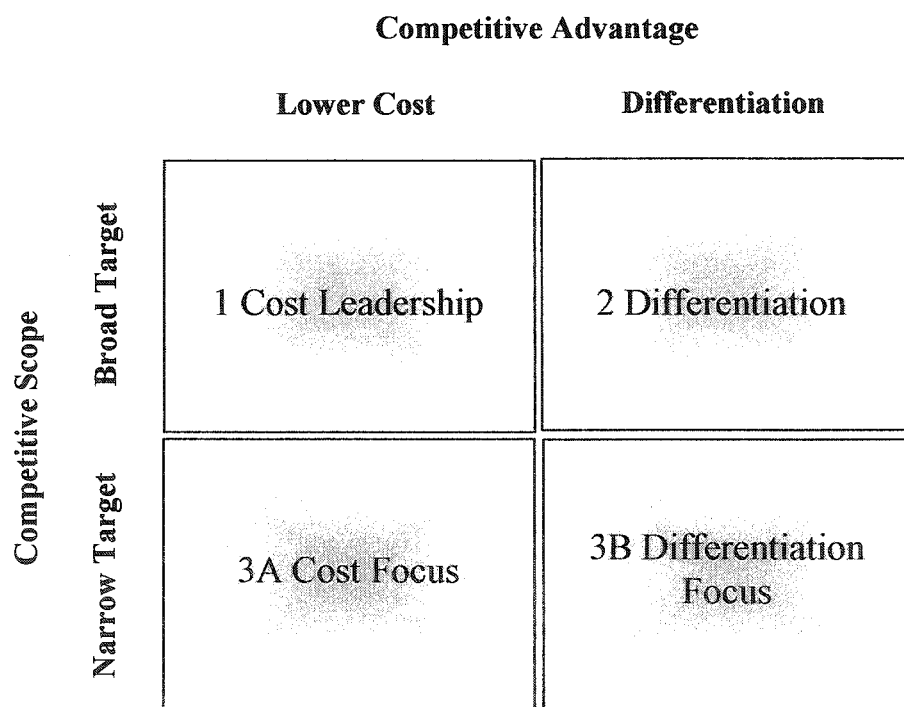 Competitive Advantage
Lower Cost
Differentiation
Competitive Scope
Broad Target
1 Cost Leadership
2 Differentiation
Narrow Target
3A Cost Focus
3B Differentiation
Focus